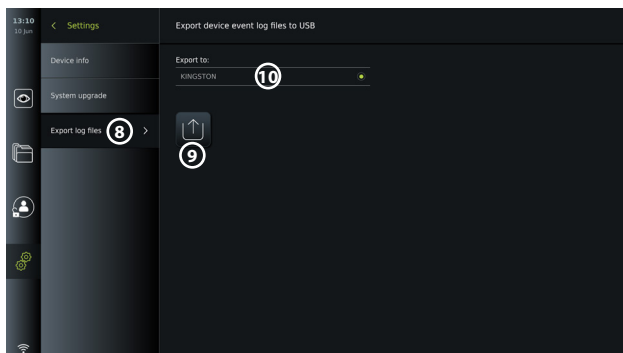 13:10
10 Jun
Settings
Export device event log files to USB
Device info
Export to:
KINGSTON
10
System upgrade
Export log files
8
9